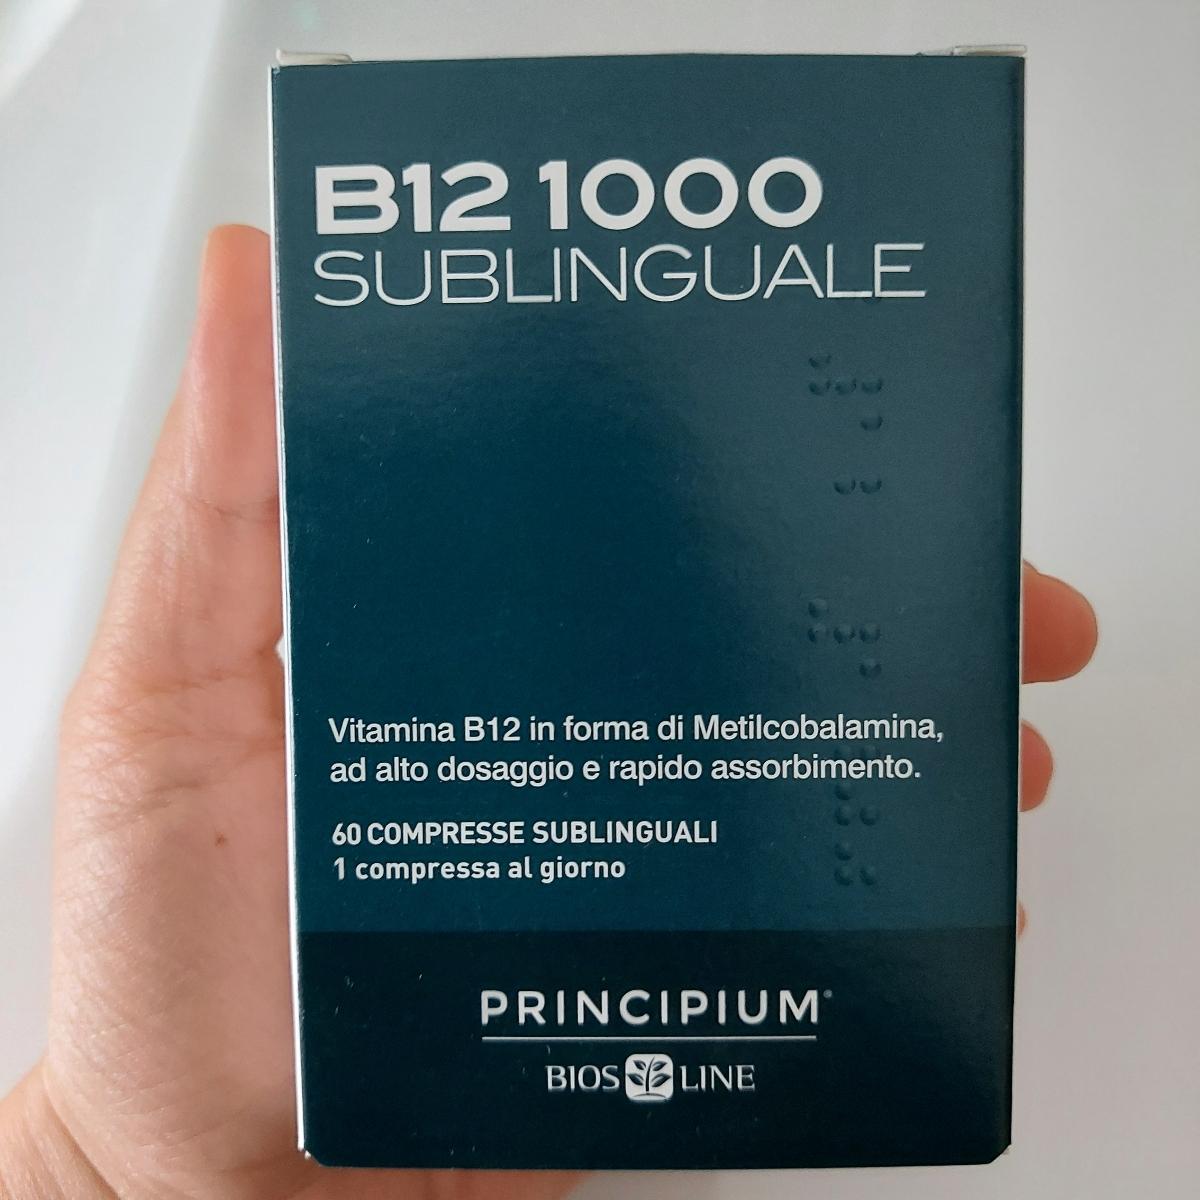 B12 1000
SUBLINGUALE
Vitamina B12 in forma di Metilcobalamina,
ad alto dosaggio e rapido assorbimento.
60 COMPRESSE SUBLINGUALI
1 compressa al giorno
PRINCIPIUM®
BIOS LINE